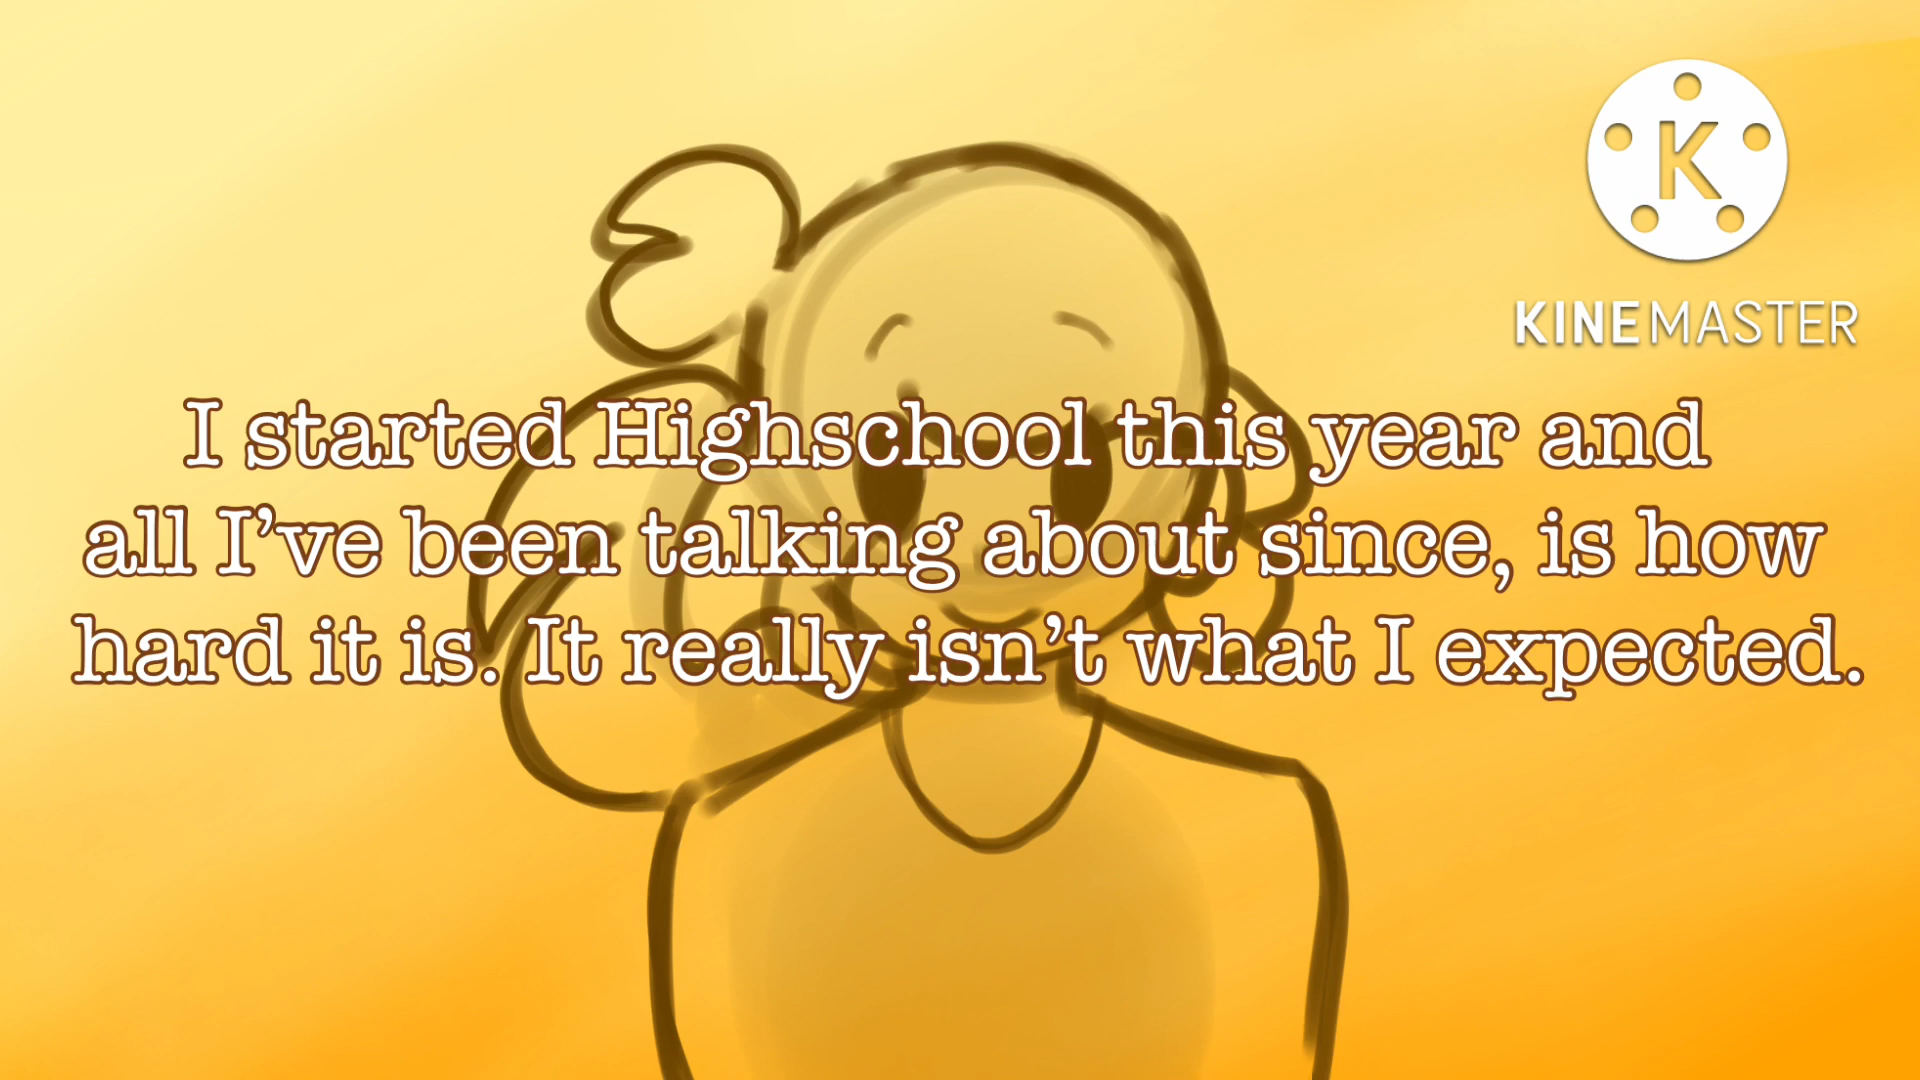 K
KINEMASTER
I started Highschool this year and
all I've been talking about since, is how
hard it is. It really isn't what I expected.